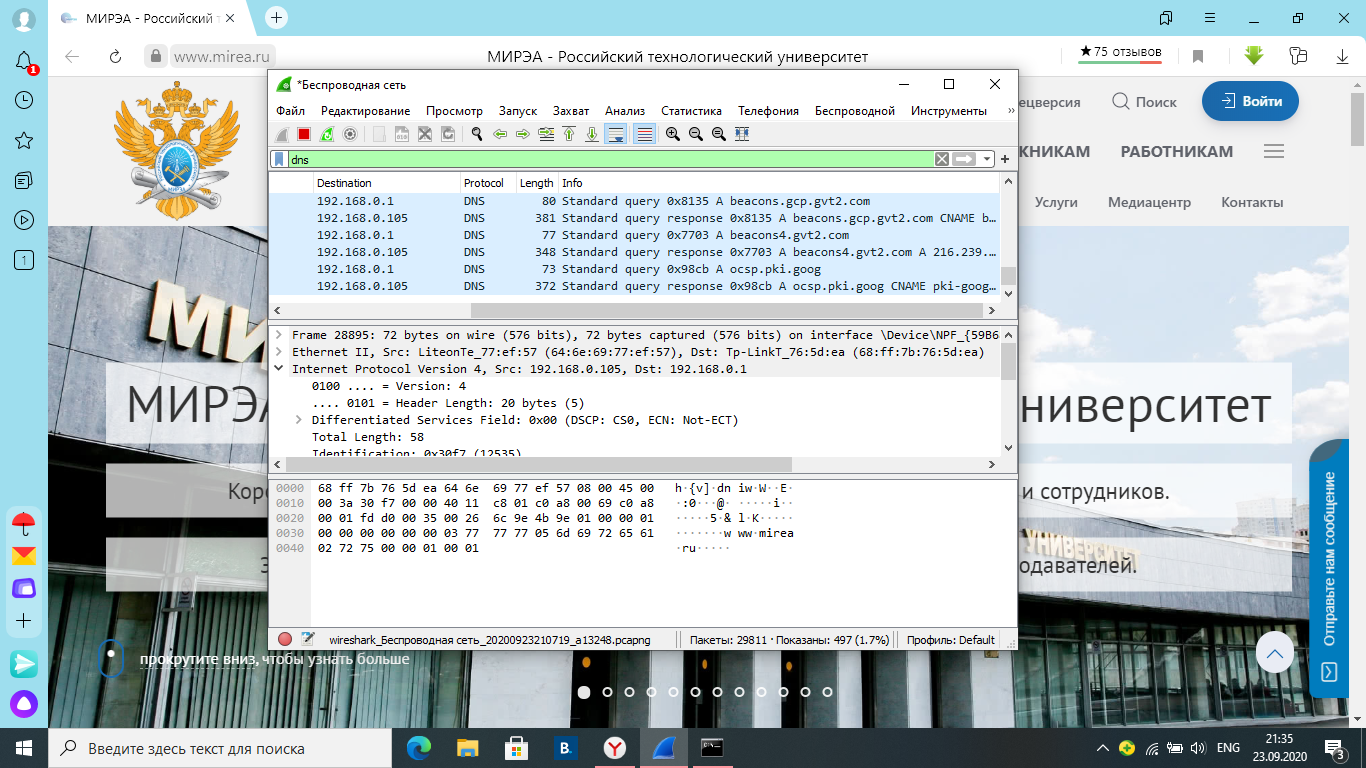 МИРЭА - Российский т
www.mirea.ru
МИРЭА - Российский технологический университет
★ 75 отзывов
1
1
ецверсия
Поиск
Войти
КНИКАМ
РАБОТНИКАМ
Услуги
Медиацентр
Контакты
МИРЭА
*Беспроводная сеть
Файл Редактирование Просмотр Запуск Захват Анализ Статистика Телефония Беспроводной Инструменты »
dns
Destination Protocol Length Info
192.168.0.1 DNS 80 Standard query 0x8135 A beacons.gcp.gvt2.com
192.168.0.105 DNS 381 Standard query response 0x8135 A beacons.gcp.gvt2.com CNAME b…
192.168.0.1 DNS 77 Standard query 0x7703 A beacons4.gvt2.com
192.168.0.105 DNS 348 Standard query response 0x7703 A beacons4.gvt2.com A 216.239.…
192.168.0.1 DNS 73 Standard query 0x98cb A ocsp.pki.goog
192.168.0.105 DNS 372 Standard query response 0x98cb A ocsp.pki.goog CNAME pki-goog…
Frame 28895: 72 bytes on wire (576 bits), 72 bytes captured (576 bits) on interface \Device\NPF_{59B6
Ethernet II, Src: LiteonTe_77:ef:57 (64:6e:69:77:ef:57), Dst: Tp-LinkT_76:5d:ea (68:ff:7b:76:5d:ea)
Internet Protocol Version 4, Src: 192.168.0.105, Dst: 192.168.0.1
0100 .... = Version: 4
.... 0101 = Header Length: 20 bytes (5)
Differentiated Services Field: 0x00 (DSCP: CS0, ECN: Not-ECT)
Total Length: 58
Identification: 0x30f7 (12535)
0000 68 ff 7b 76 5d ea 64 6e 69 77 ef 57 08 00 45 00 h·{v]·dn iw·W··E·
0010 00 3a 30 f7 00 00 40 11 c8 01 c0 a8 00 69 c0 a8 ·:0···@· ·····i··
0020 00 01 fd d0 00 35 00 26 6c 9e 4b 9e 01 00 00 01 ·····5·& l·K·····
0030 00 00 00 00 00 00 03 77 77 77 05 6d 69 72 65 61 ·······w ww·mirea
0040 02 72 75 00 00 01 00 01 ·ru·····
wireshark_Беспроводная сеть_20200923210719_a13248.pcapng
Пакеты: 29811 · Показаны: 497 (1.7%)
Профиль: Default
МИ
МИРЭА
ниверситет
Коро
и сотрудников.
З
одавателей.
УНИВЕРСИТЕТ
Отправьте нам сообщение
прокрутите вниз, чтобы узнать больше
Введите здесь текст для поиска
B.
Y
ENG
21:35
23.09.2020
3